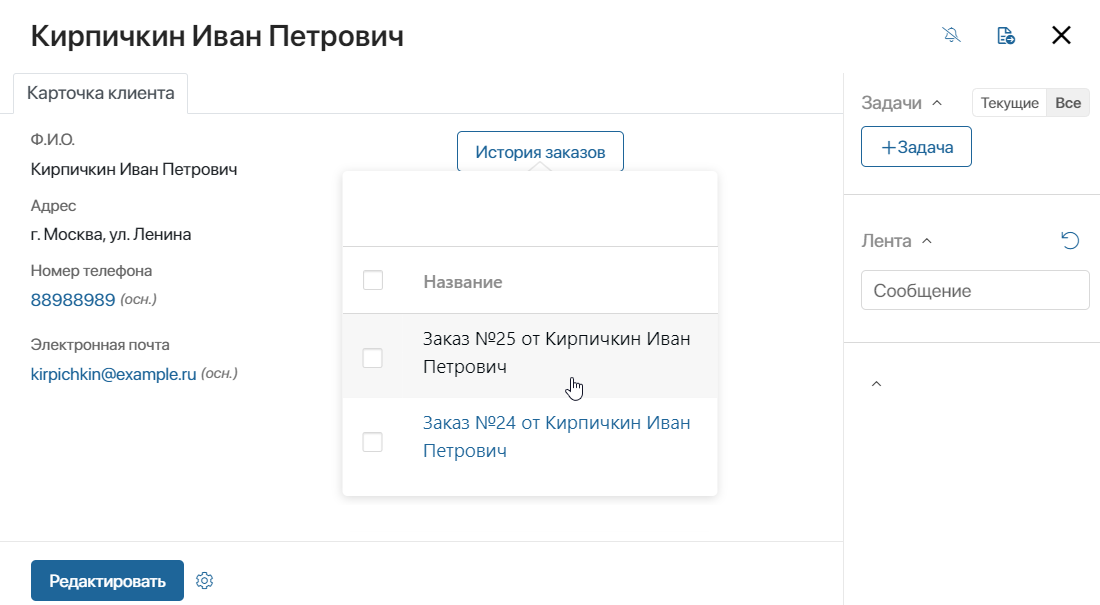 Кирпичкин Иван Петрович
Карточка клиента
Ф.И.О.
Кирпичкин Иван Петрович
Адрес
г. Москва, ул. Ленина
Номер телефона
88988989 (осн.)
Электронная почта
kirpichkin@example.ru (осн.)
История заказов
Название
Заказ №25 от Кирпичкин Иван
Петрович
Заказ №24 от Кирпичкин Иван
Петрович
Редактировать
Задачи
Текущие Все
+Задача
Лента
Сообщение